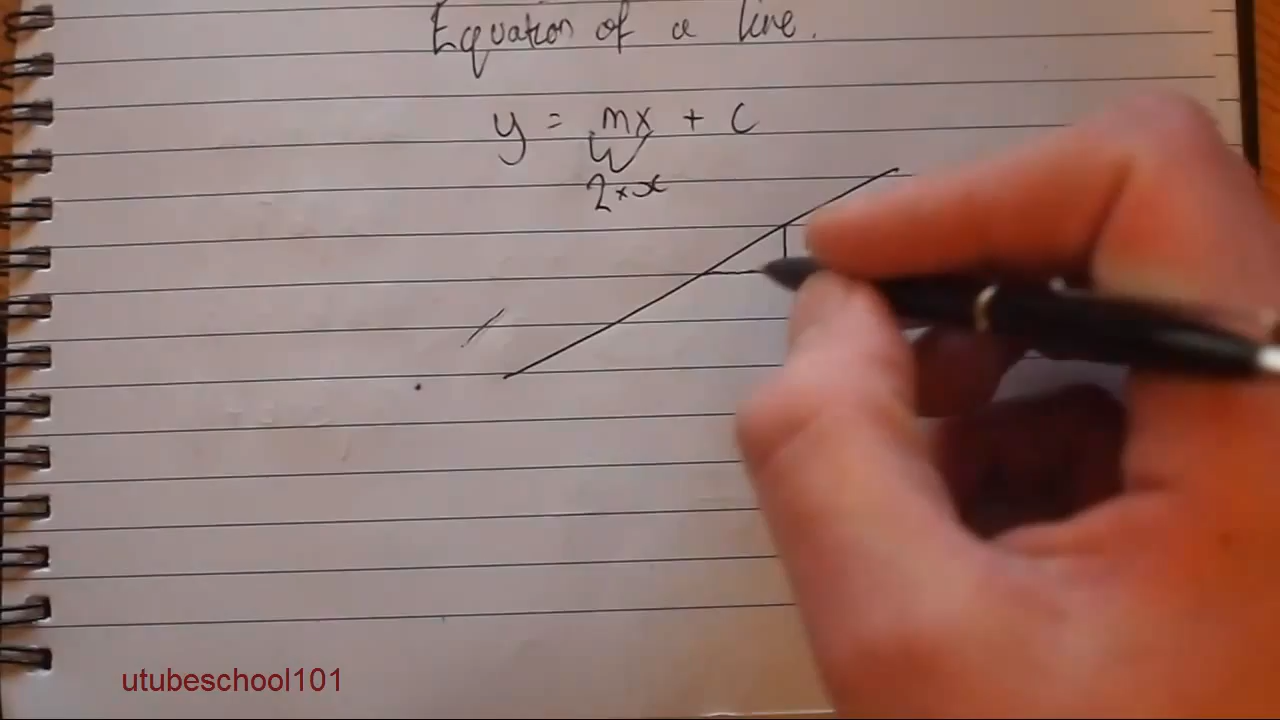 Equation of a line.
y = mx + c
2 × x
utubeschool101